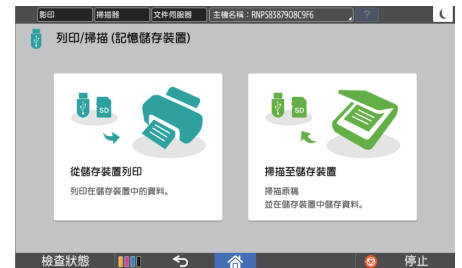 影印 掃描器 文件伺服器 主機名稱：RNP58387908C9F6 ?
列印/掃描 (記憶儲存裝置)
SD
SD
從儲存裝置列印
列印在儲存裝置中的資料。
掃描至儲存裝置
掃描原稿
並在儲存裝置中儲存資料。
檢查狀態 停止